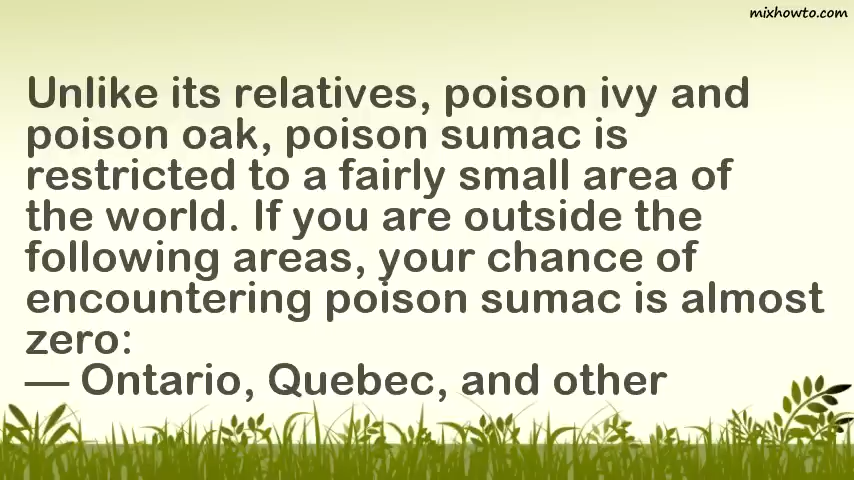 mixhowto.com
Unlike its relatives, poison ivy and
poison oak, poison sumac is
restricted to a fairly small area of
the world. If you are outside the
following areas, your chance of
encountering poison sumac is almost
zero:
— Ontario, Quebec, and other